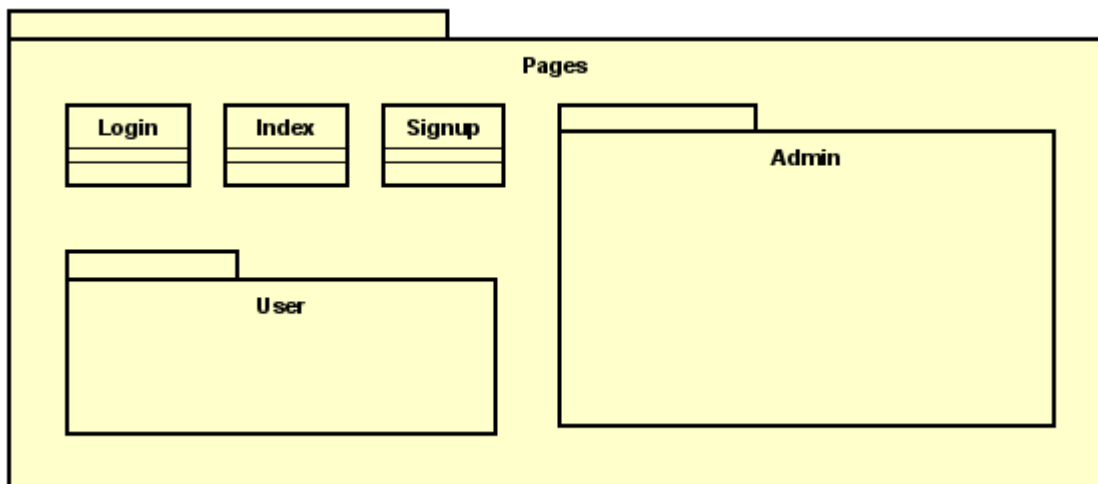 Pages
Login
Index
Signup
Admin
User